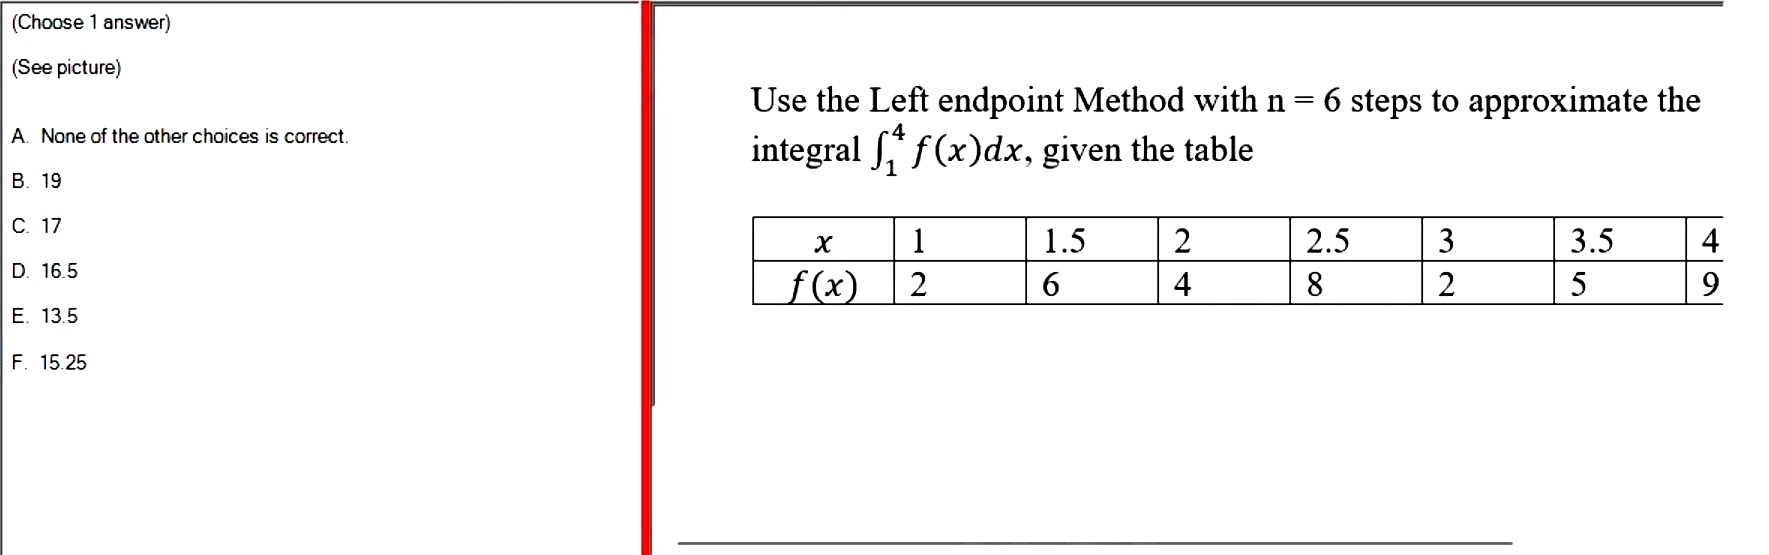 (Choose 1 answer)
(See picture)
A. None of the other choices is correct.
B. 19
C. 17
D. 16.5
E. 13.5
F. 15.25
Use the Left endpoint Method with n = 6 steps to approximate the
integral ∫₁⁴ f(x)dx, given the table
x 1 1.5 2 2.5 3 3.5 4
f(x) 2 6 4 8 2 5 9